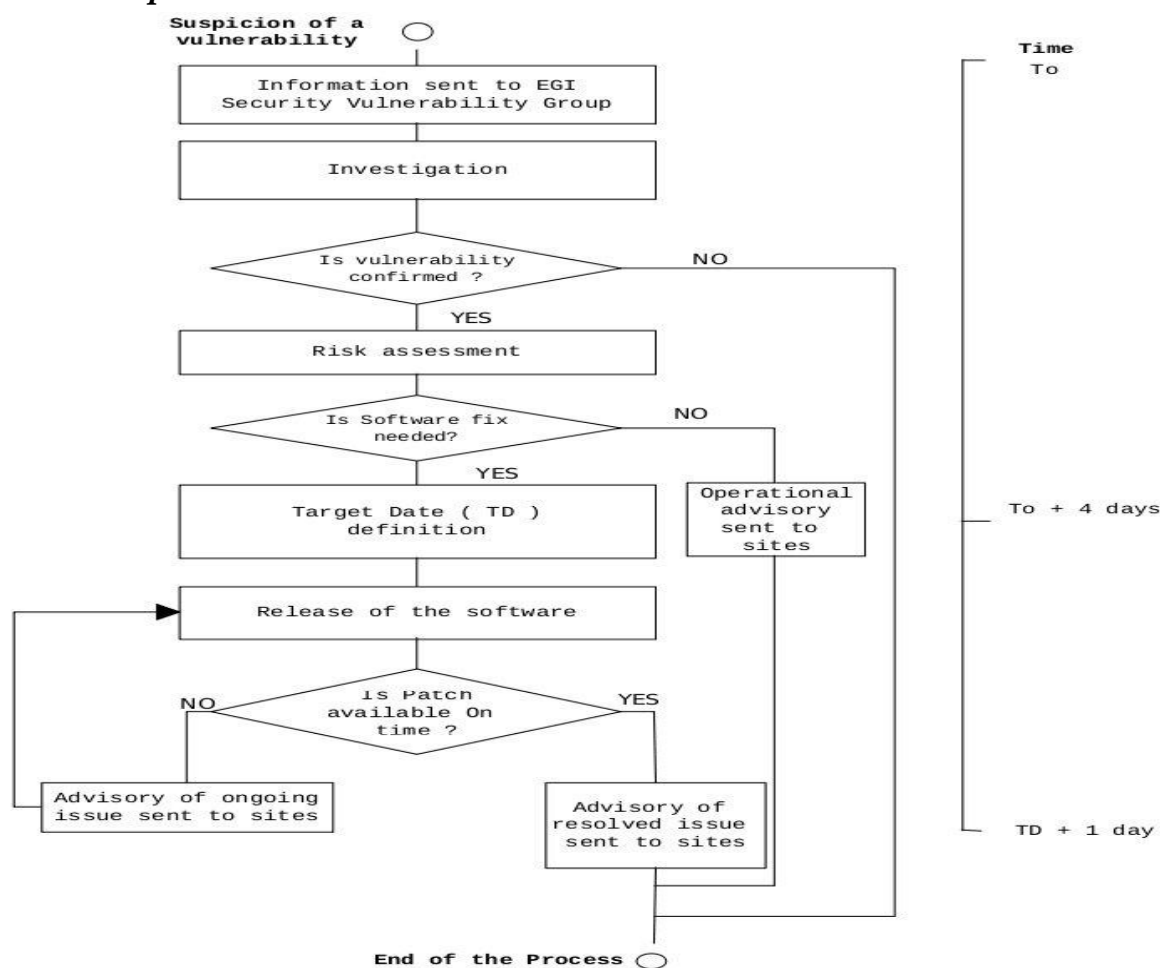 Suspicion of a
vulnerability
Time
To
Information sent to EGI
Security Vulnerability Group
Investigation
Is vulnerability
confirmed ?
NO
YES
Risk assessment
Is Software fix
needed?
NO
YES
Target Date ( TD )
definition
Operational
advisory
sent to
sites
To + 4 days
Release of the software
Is Patch
available On
time ?
NO
YES
Advisory of ongoing
issue sent to sites
Advisory of
resolved issue
sent to sites
TD + 1 day
End of the Process